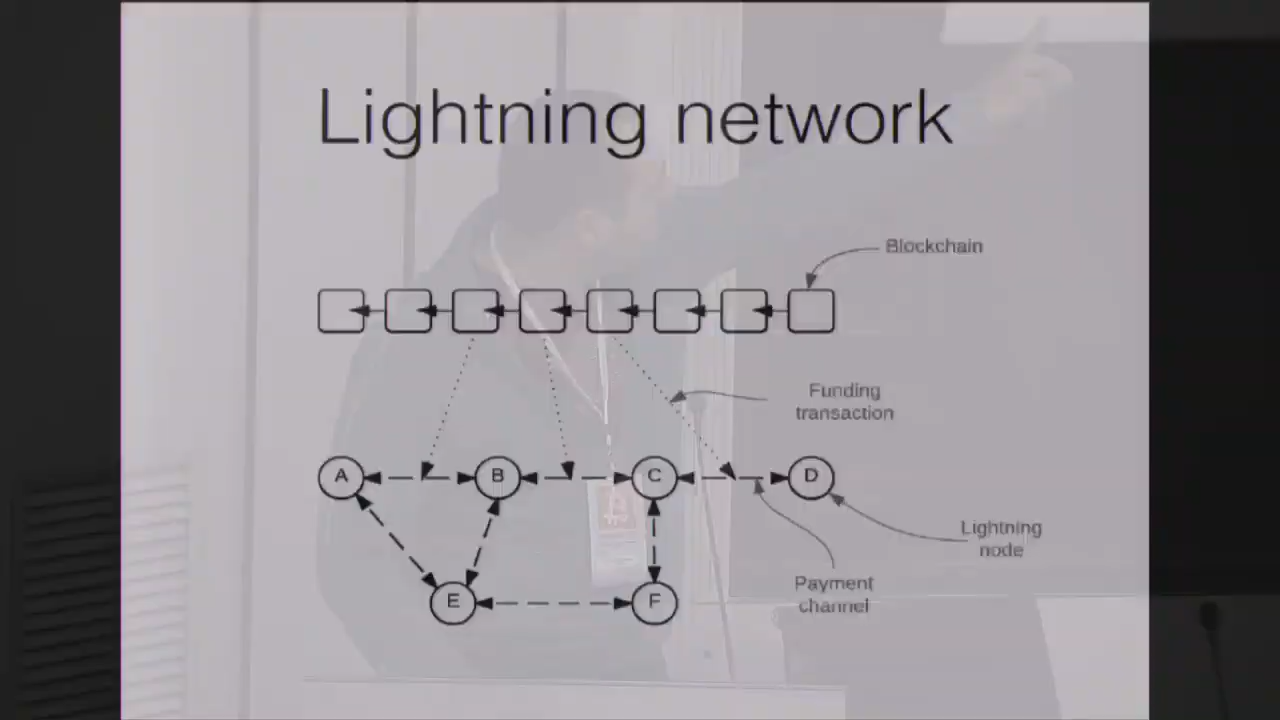 Lightning network
Blockchain
Funding
transaction
A
B
C
D
Lightning
node
Payment
channel
E
F